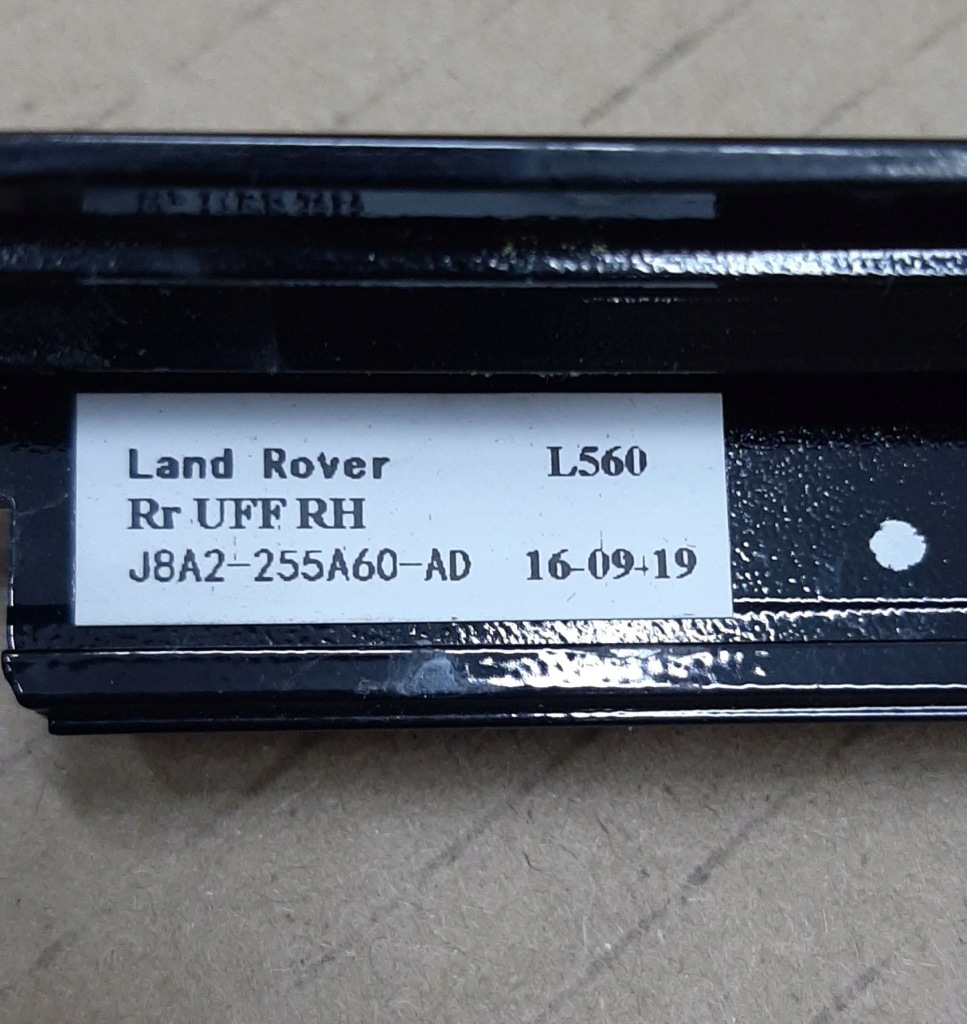 Land Rover L560
Rr UFF RH
J8A2-255A60-AD 16-09-19